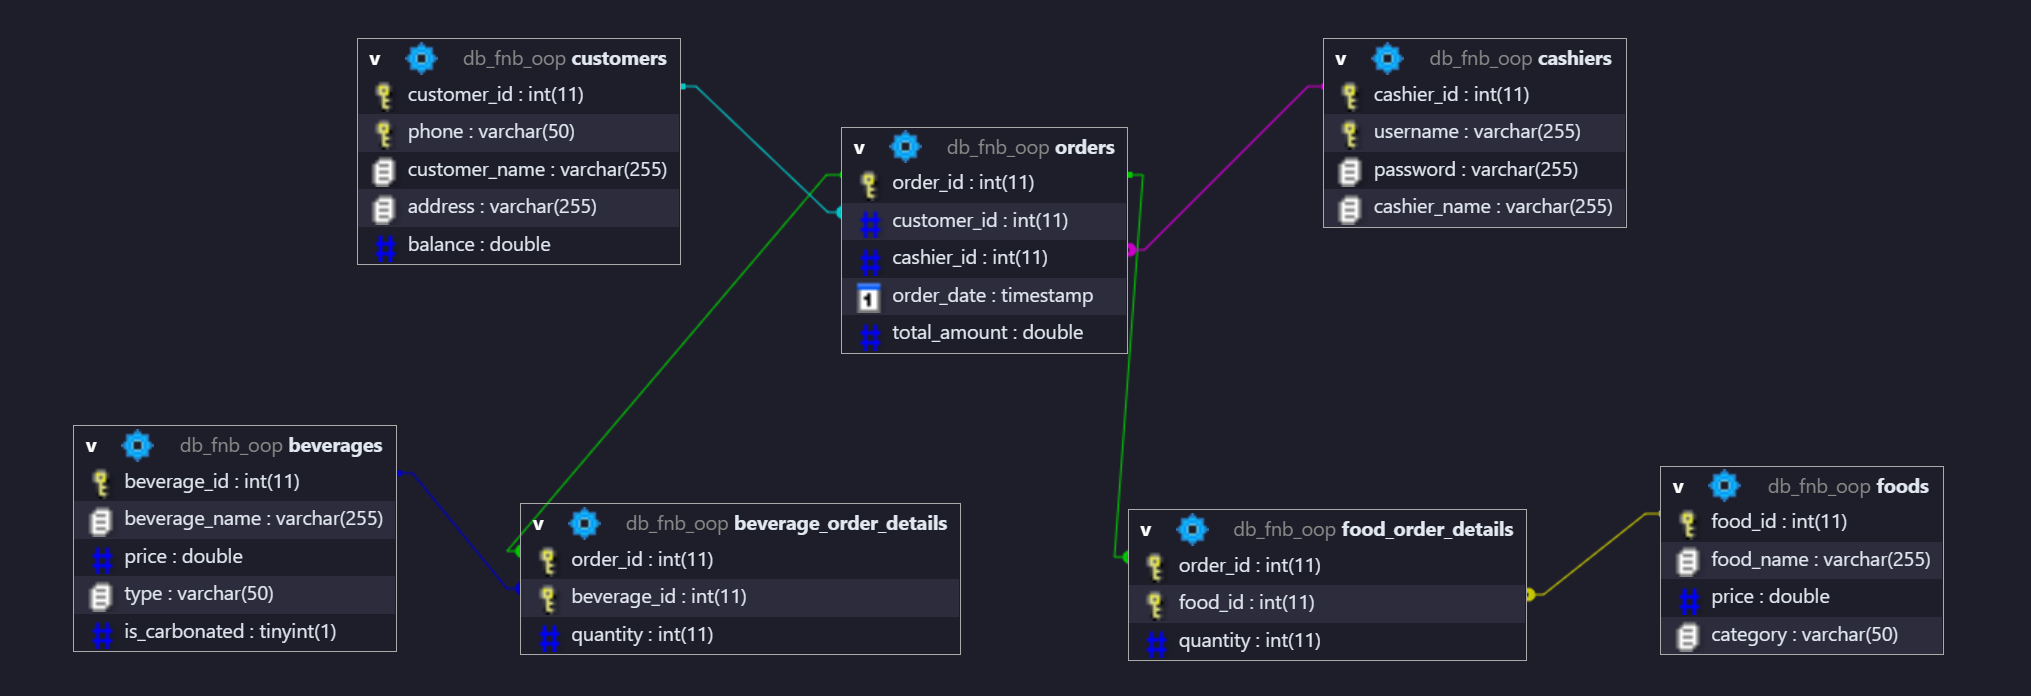 v db_fnb_oop customers
customer_id : int(11)
phone : varchar(50)
customer_name : varchar(255)
address : varchar(255)
balance : double
v db_fnb_oop orders
order_id : int(11)
customer_id : int(11)
cashier_id : int(11)
order_date : timestamp
total_amount : double
v db_fnb_oop cashiers
cashier_id : int(11)
username : varchar(255)
password : varchar(255)
cashier_name : varchar(255)
v db_fnb_oop beverages
beverage_id : int(11)
beverage_name : varchar(255)
price : double
type : varchar(50)
is_carbonated : tinyint(1)
v db_fnb_oop beverage_order_details
order_id : int(11)
beverage_id : int(11)
quantity : int(11)
v db_fnb_oop food_order_details
order_id : int(11)
food_id : int(11)
quantity : int(11)
v db_fnb_oop foods
food_id : int(11)
food_name : varchar(255)
price : double
category : varchar(50)